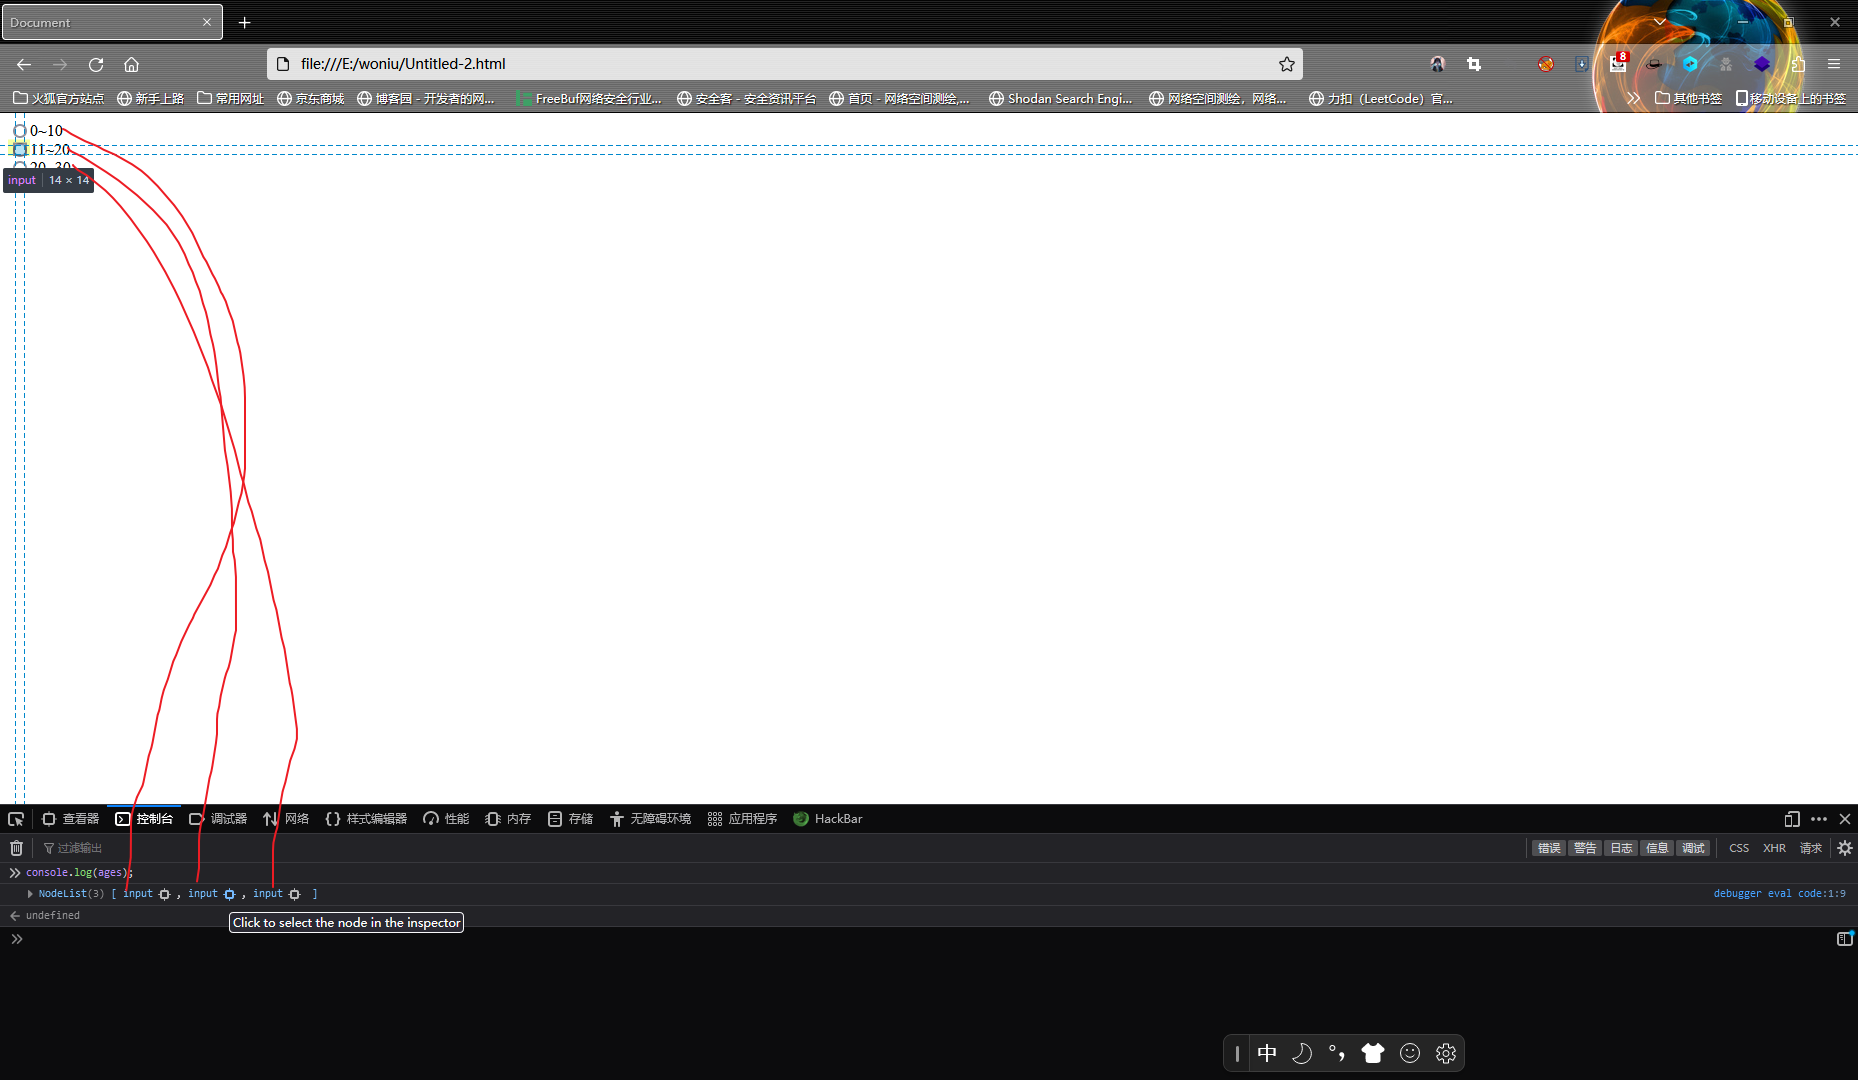 Document
file:///E:/woniu/Untitled-2.html
8
火狐官方站点 新手上路 常用网址 京东商城 博客园 - 开发者的网... FreeBuf网络安全行业... 安全客 - 安全资讯平台 首页 - 网络空间测绘,... Shodan Search Engi... 网络空间测绘，网络... 力扣（LeetCode）官... 其他书签 移动设备上的书签
0~10
11~20
20~30
input 14 × 14
查看器 控制台 调试器 网络 样式编辑器 性能 内存 存储 无障碍环境 应用程序 HackBar
过滤输出 错误 警告 日志 信息 调试 CSS XHR 请求
console.log(ages);
NodeList(3) [ input , input , input ] debugger eval code:1:9
undefined
Click to select the node in the inspector
中